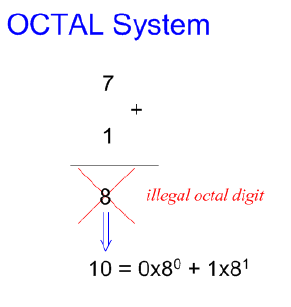 OCTAL System
7
+
1
8 illegal octal digit
10 = 0x8⁰ + 1x8¹